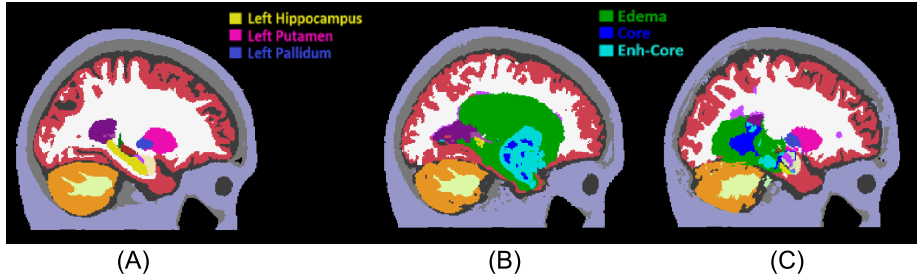 Left Hippocampus
Left Putamen
Left Pallidum
Edema
Core
Enh-Core
(A)
(B)
(C)